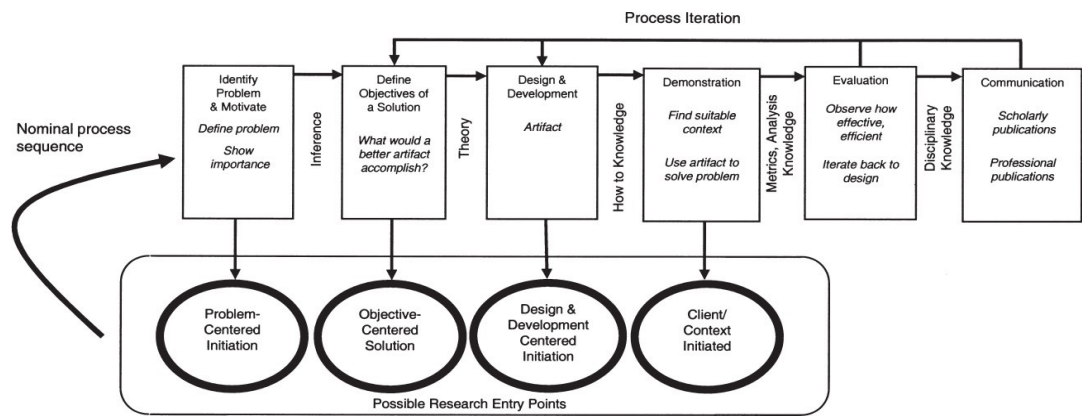 Process Iteration
Nominal process
sequence
Identify
Problem
& Motivate
Define problem
Show
importance
Inference
Define
Objectives of
a Solution
What would a
better artifact
accomplish?
Theory
Design &
Development
Artifact
How to Knowledge
Demonstration
Find suitable
context
Use artifact to
solve problem
Metrics, Analysis
Knowledge
Evaluation
Observe how
effective,
efficient
Iterate back to
design
Disciplinary
Knowledge
Communication
Scholarly
publications
Professional
publications
Problem-
Centered
Initiation
Objective-
Centered
Solution
Design &
Development
Centered
Initiation
Client/
Context
Initiated
Possible Research Entry Points